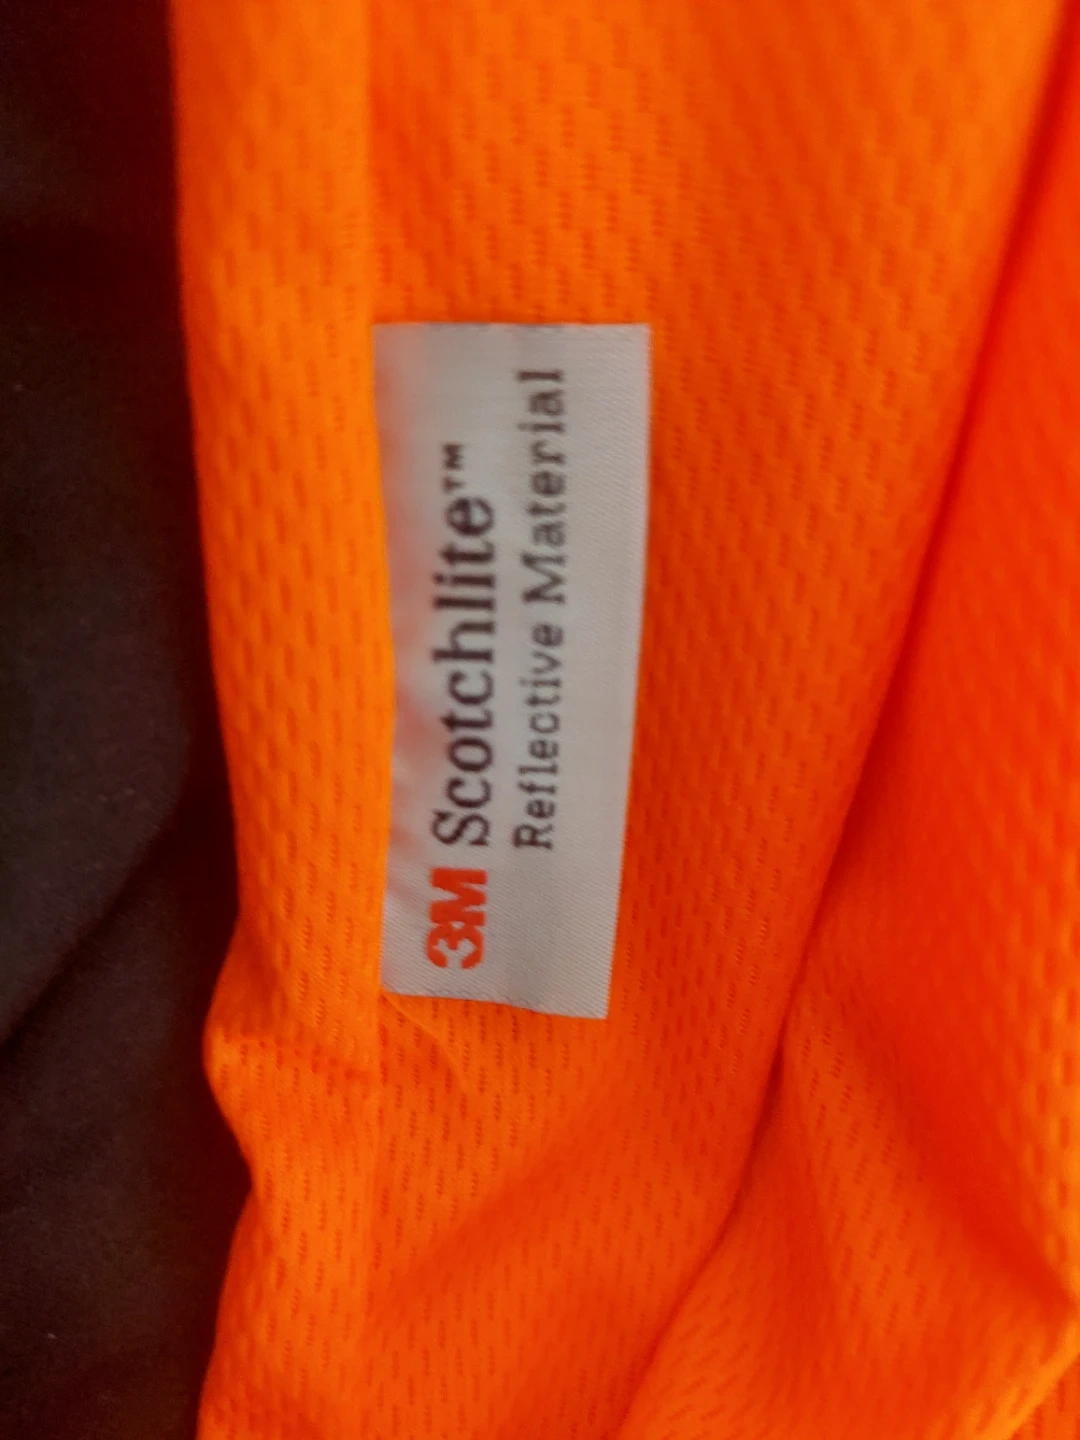 3M Scotchlite™
Reflective Material